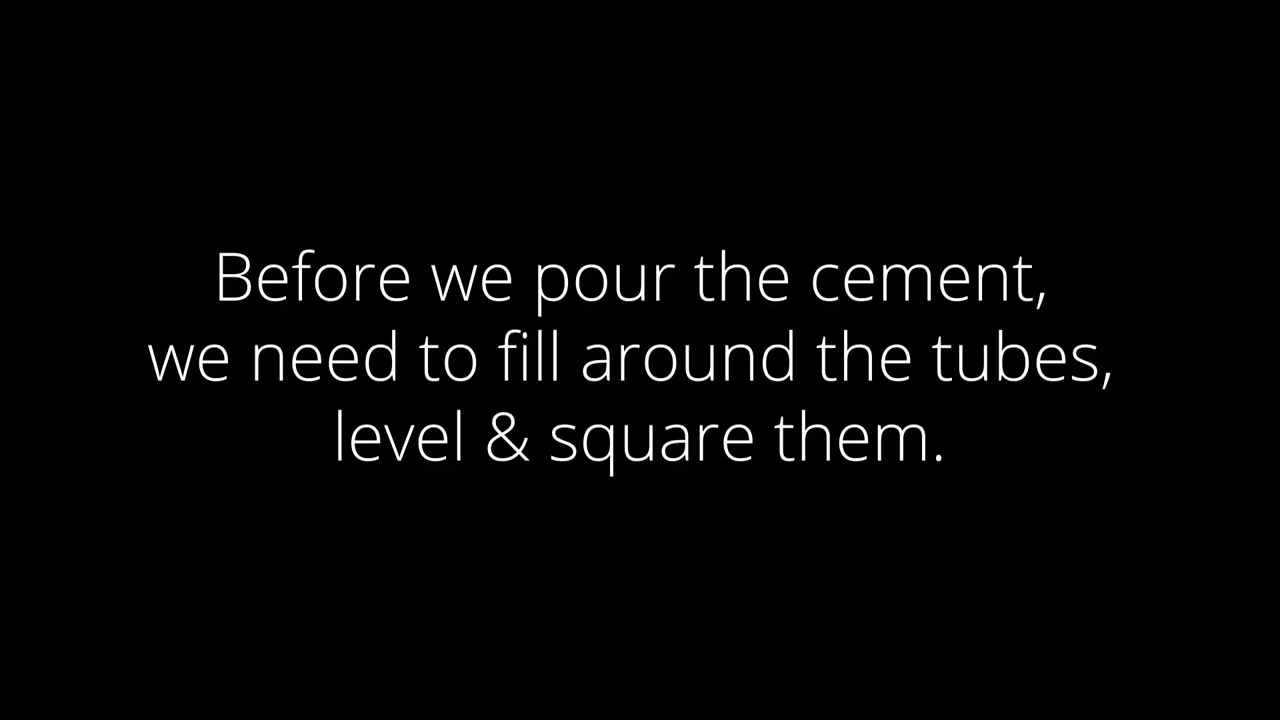 Before we pour the cement,
we need to fill around the tubes,
level & square them.